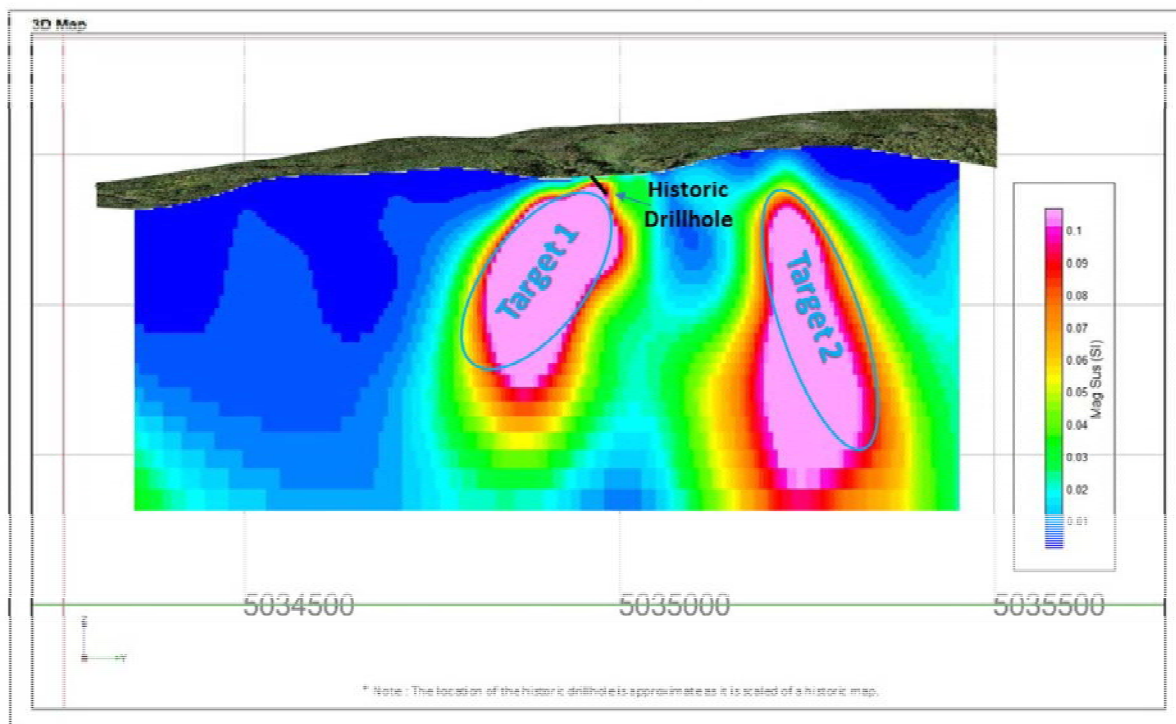 3D Map
Historic
Drillhole
Target 1
Target 2
0.1
0.09
0.08
0.07
0.06
0.05
0.04
0.03
0.02
0.01
Mag Sus (SI)
5034500
5035000
5035500
Z
Y
* Note : The location of the historic drillhole is approximate as it is scaled of a historic map.